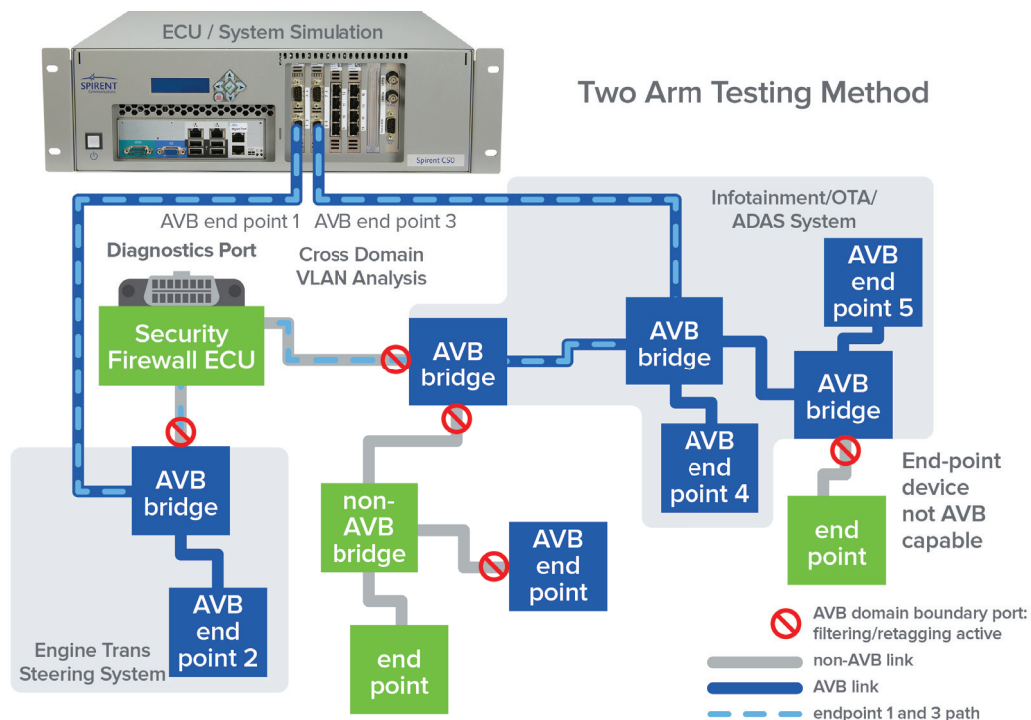 ECU / System Simulation
SPIRENT
Spirent C50
Two Arm Testing Method
AVB end point 1
AVB end point 3
Infotainment/OTA/
ADAS System
Diagnostics Port
Cross Domain
VLAN Analysis
Security
Firewall ECU
AVB
bridge
AVB
bridge
AVB
end
point 5
AVB
bridge
AVB
end
point 4
AVB
bridge
non-
AVB
bridge
AVB
end
point
end
point
End-point
device
not AVB
capable
AVB
end
point 2
Engine Trans
Steering System
end
point
AVB domain boundary port:
filtering/retagging active
non-AVB link
AVB link
endpoint 1 and 3 path